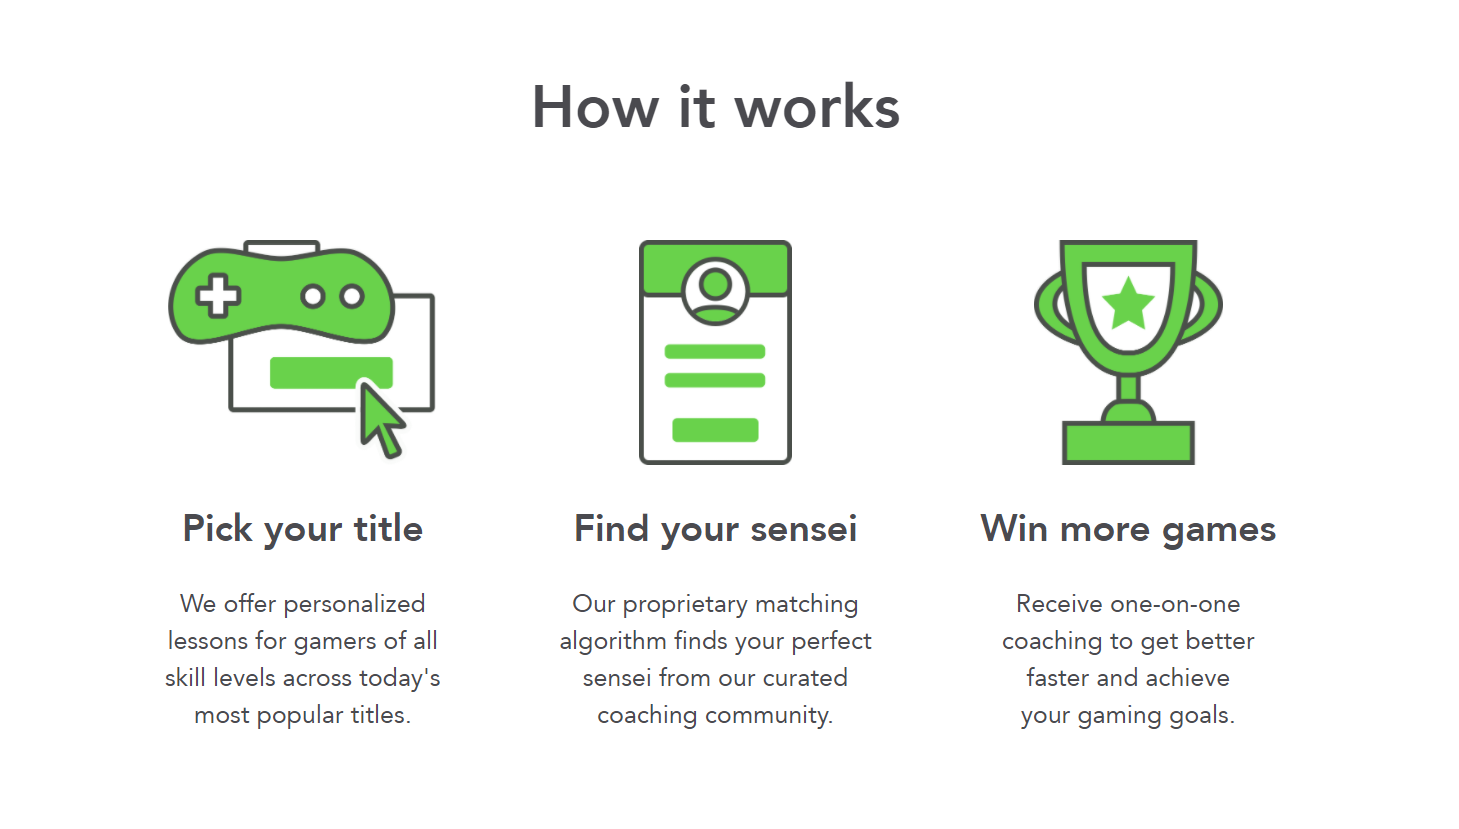 How it works
Pick your title
We offer personalized
lessons for gamers of all
skill levels across today's
most popular titles.
Find your sensei
Our proprietary matching
algorithm finds your perfect
sensei from our curated
coaching community.
Win more games
Receive one-on-one
coaching to get better
faster and achieve
your gaming goals.